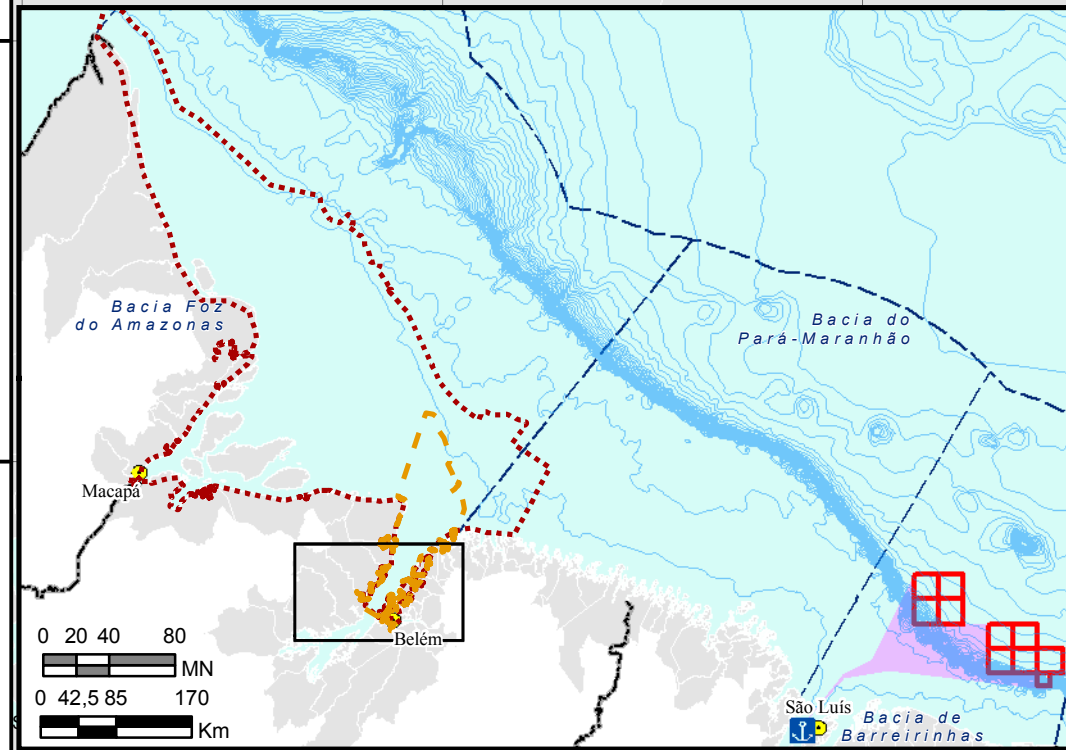 Bacia Foz
do Amazonas
Bacia do
Pará-Maranhão
Macapá
Belém
0 20 40 80
MN
0 42,5 85 170
Km
São Luís
Bacia de
Barreirinhas